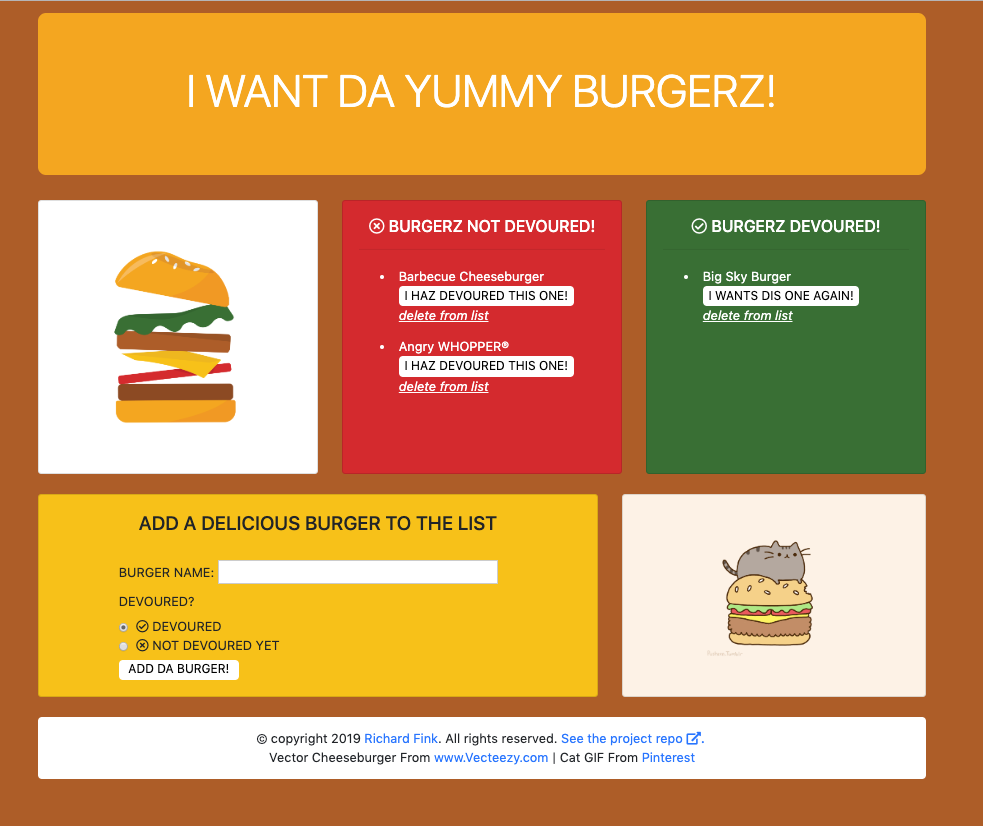 I WANT DA YUMMY BURGERZ!
BURGERZ NOT DEVOURED!
Barbecue Cheeseburger
I HAZ DEVOURED THIS ONE!
delete from list
Angry WHOPPER®
I HAZ DEVOURED THIS ONE!
delete from list
BURGERZ DEVOURED!
Big Sky Burger
I WANTS DIS ONE AGAIN!
delete from list
ADD A DELICIOUS BURGER TO THE LIST
BURGER NAME:
DEVOURED?
DEVOURED
NOT DEVOURED YET
ADD DA BURGER!
© copyright 2019 Richard Fink. All rights reserved. See the project repo.
Vector Cheeseburger From www.Vecteezy.com | Cat GIF From Pinterest